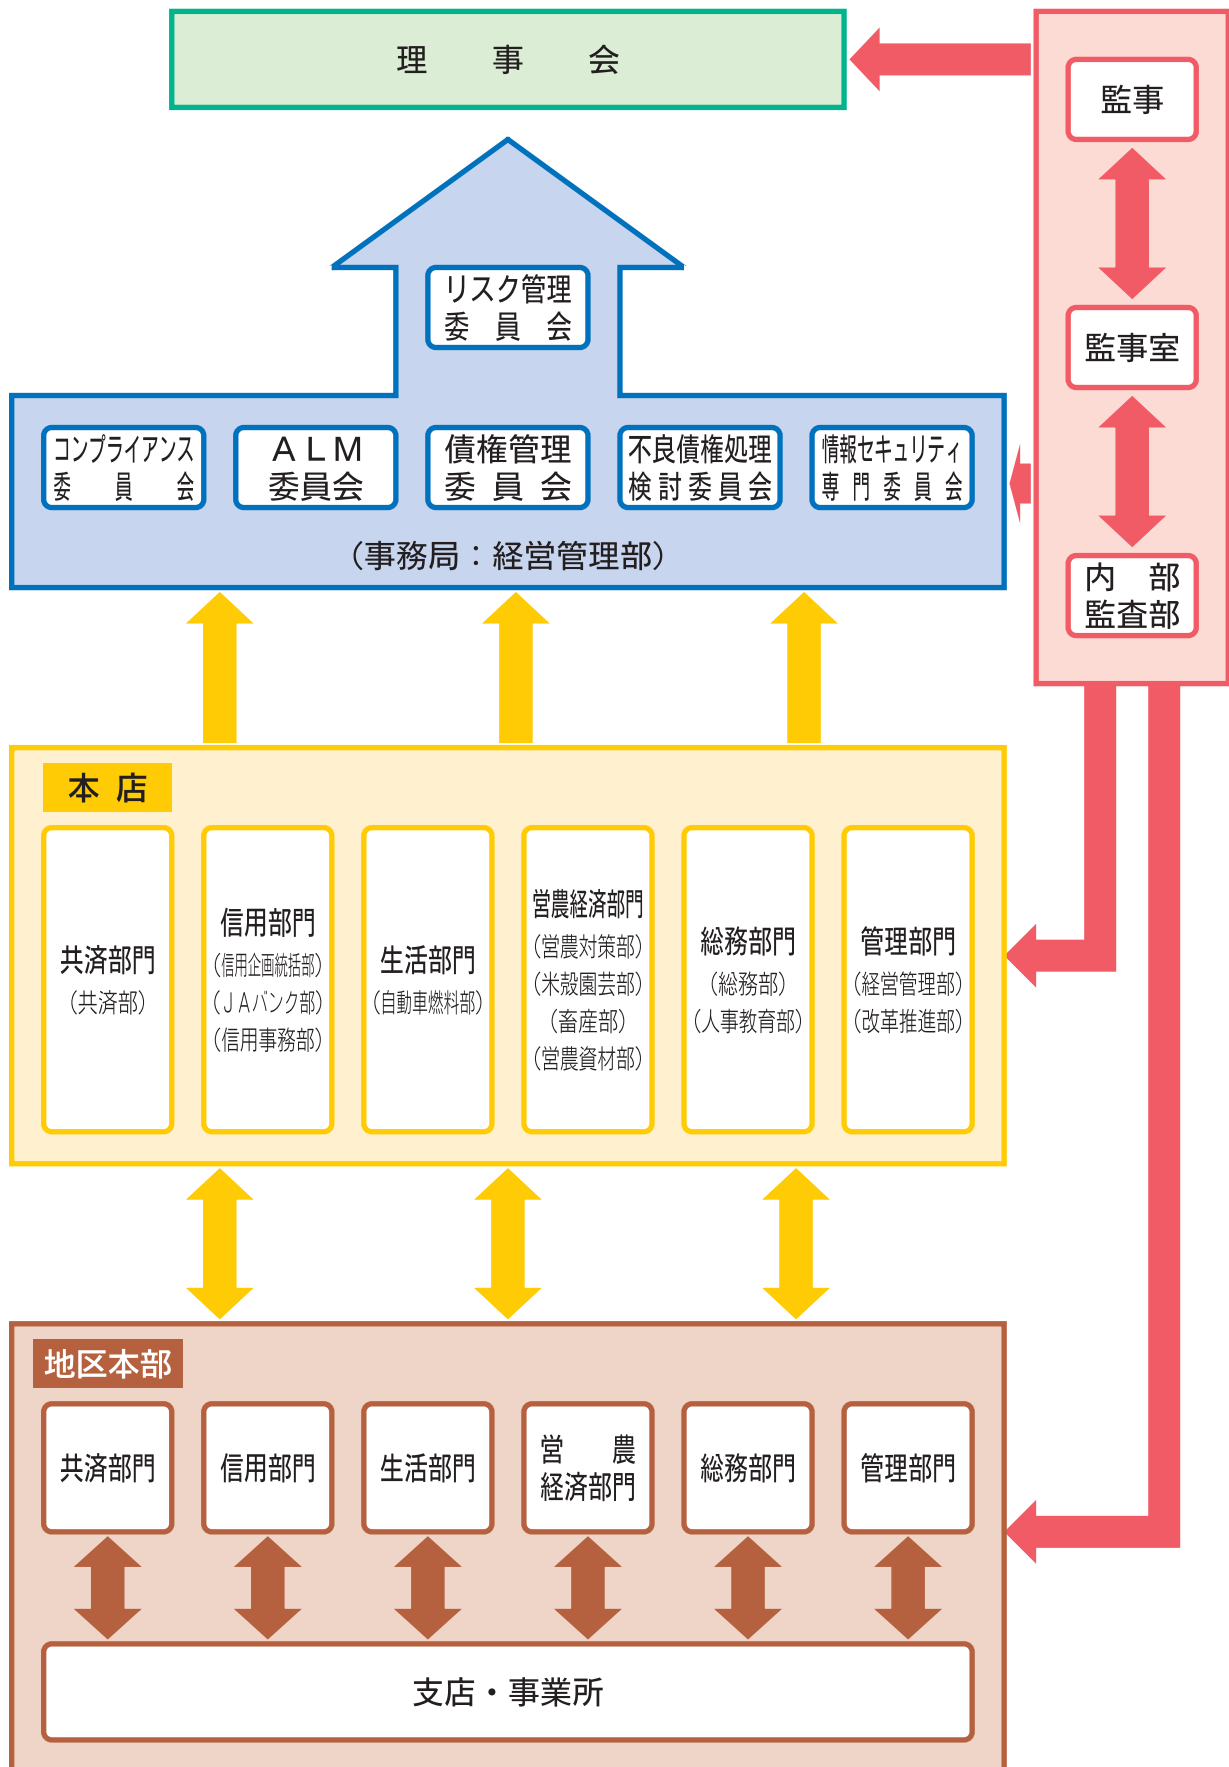 理事会
監事
監事室
内部
監査部
リスク管理
委員会
コンプライアンス
委員会
ALM
委員会
債権管理
委員会
不良債権処理
検討委員会
情報セキュリティ
専門委員会
（事務局：経営管理部）
本店
共済部門
（共済部）
信用部門
（信用企画統括部）
（JAバンク部）
（信用事務部）
生活部門
（自動車燃料部）
営農経済部門
（営農対策部）
（米穀園芸部）
（畜産部）
（営農資材部）
総務部門
（総務部）
（人事教育部）
管理部門
（経営管理部）
（改革推進部）
地区本部
共済部門
信用部門
生活部門
営農
経済部門
総務部門
管理部門
支店・事業所